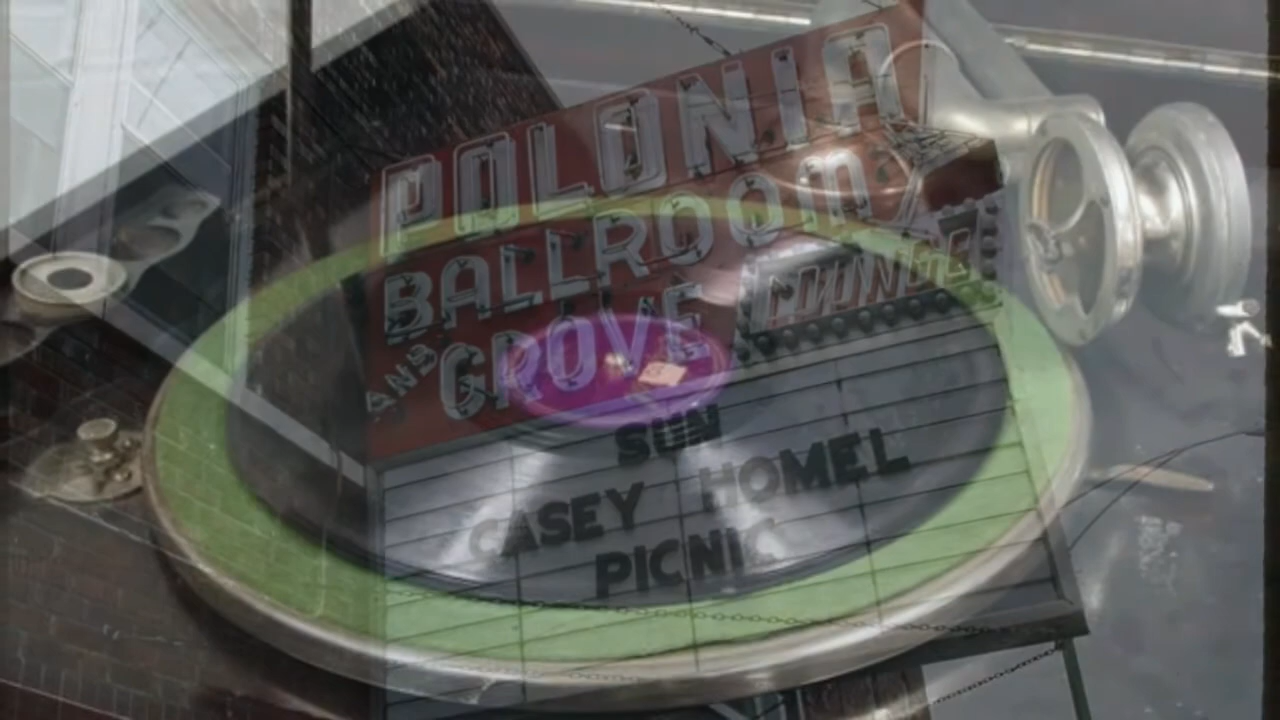 POLONIA
BALLROOM
AND GROVE
LOUNGE
SUN
CASEY HOMEL
PICNIC